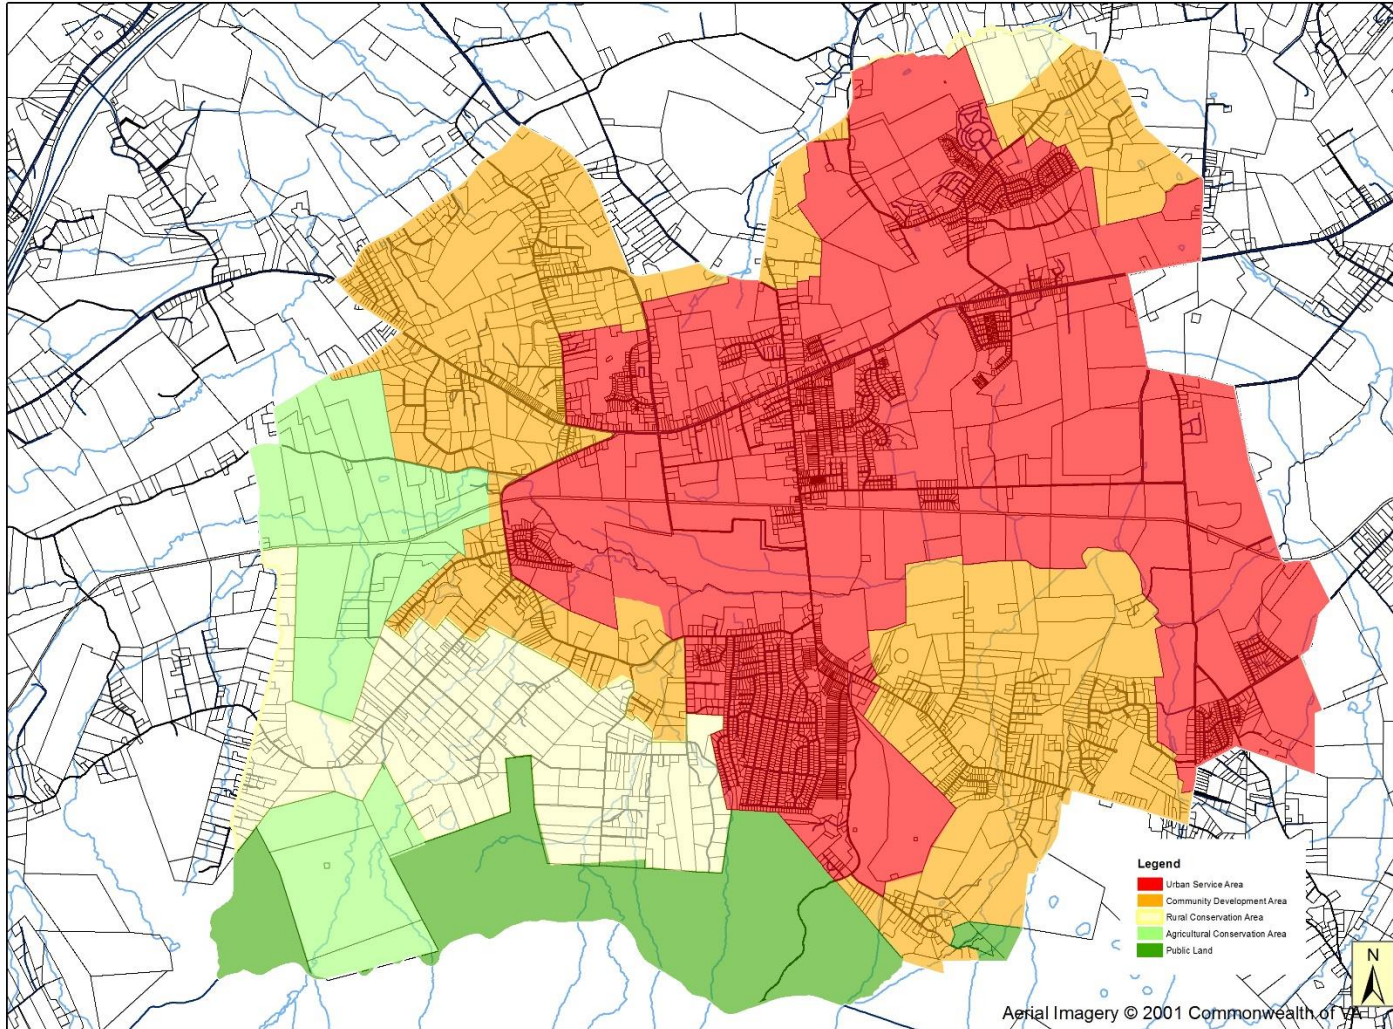 Legend
Urban Service Area
Community Development Area
Rural Conservation Area
Agricultural Conservation Area
Public Land
N
Aerial Imagery © 2001 Commonwealth of VA